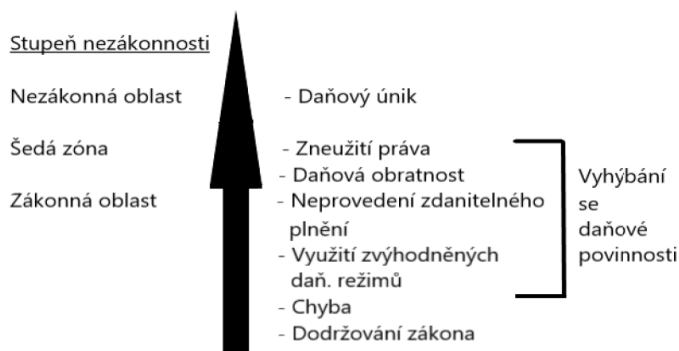 Stupeň nezákonnosti
Nezákonná oblast
- Daňový únik
Šedá zóna
- Zneužití práva
- Daňová obratnost
Zákonná oblast
- Neprovedení zdanitelného
plnění
- Využití zvýhodněných
daň. režimů
- Chyba
- Dodržování zákona
Vyhýbání
se
daňové
povinnosti